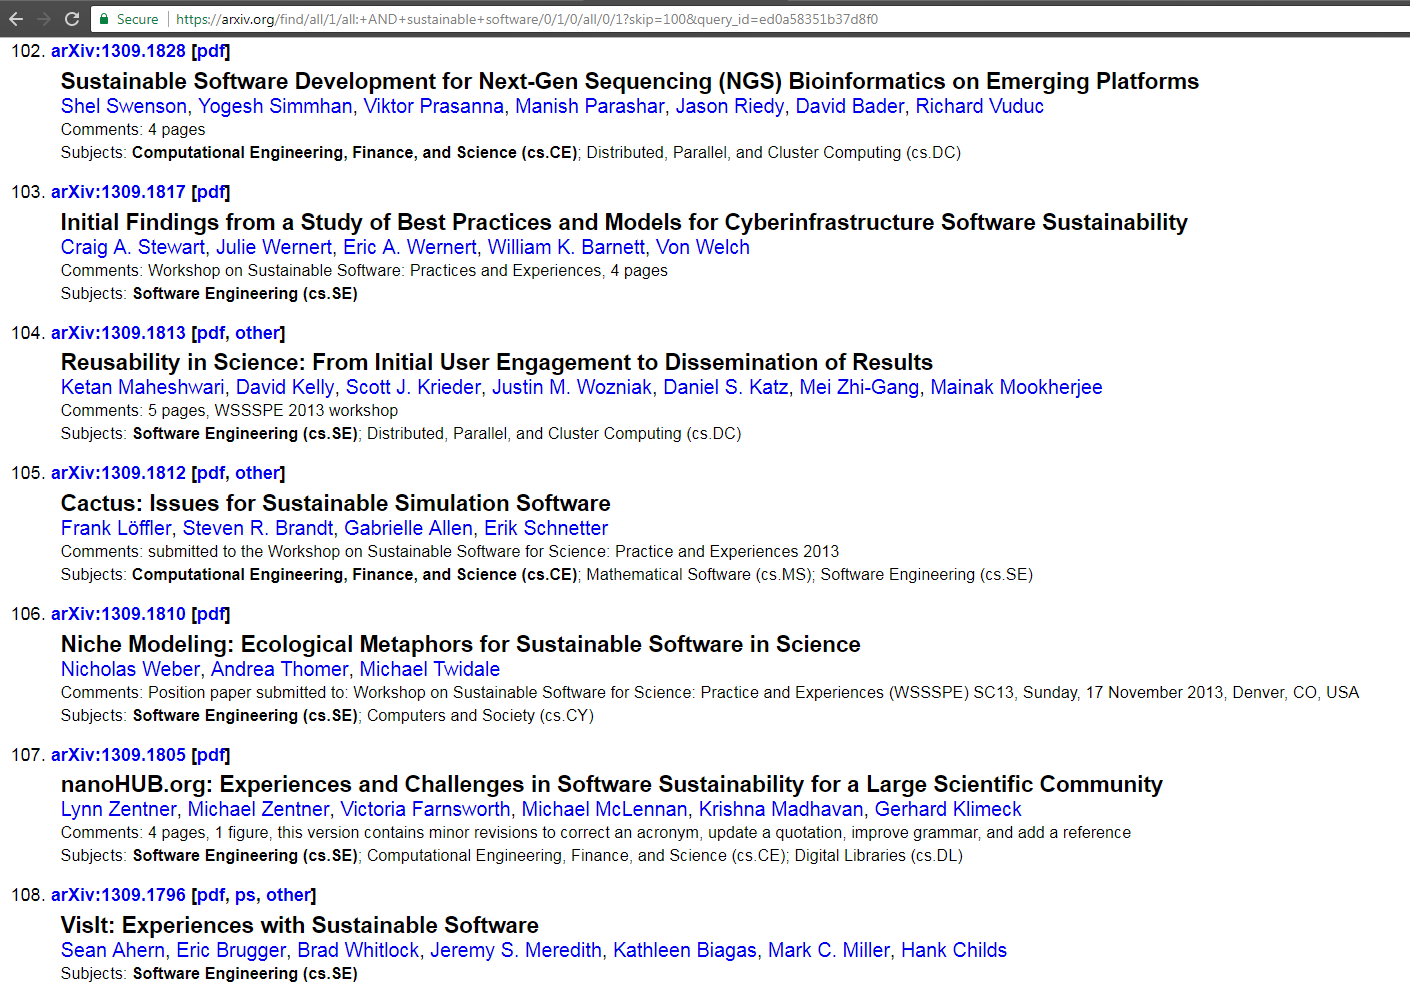 Secure https://arxiv.org/find/all/1/all:+AND+sustainable+software/0/1/0/all/0/1?skip=100&query_id=ed0a58351b37d8f0
102. arXiv:1309.1828 [pdf]
Sustainable Software Development for Next-Gen Sequencing (NGS) Bioinformatics on Emerging Platforms
Shel Swenson, Yogesh Simmhan, Viktor Prasanna, Manish Parashar, Jason Riedy, David Bader, Richard Vuduc
Comments: 4 pages
Subjects: Computational Engineering, Finance, and Science (cs.CE); Distributed, Parallel, and Cluster Computing (cs.DC)
103. arXiv:1309.1817 [pdf]
Initial Findings from a Study of Best Practices and Models for Cyberinfrastructure Software Sustainability
Craig A. Stewart, Julie Wernert, Eric A. Wernert, William K. Barnett, Von Welch
Comments: Workshop on Sustainable Software: Practices and Experiences, 4 pages
Subjects: Software Engineering (cs.SE)
104. arXiv:1309.1813 [pdf, other]
Reusability in Science: From Initial User Engagement to Dissemination of Results
Ketan Maheshwari, David Kelly, Scott J. Krieder, Justin M. Wozniak, Daniel S. Katz, Mei Zhi-Gang, Mainak Mookherjee
Comments: 5 pages, WSSSPE 2013 workshop
Subjects: Software Engineering (cs.SE); Distributed, Parallel, and Cluster Computing (cs.DC)
105. arXiv:1309.1812 [pdf, other]
Cactus: Issues for Sustainable Simulation Software
Frank Löffler, Steven R. Brandt, Gabrielle Allen, Erik Schnetter
Comments: submitted to the Workshop on Sustainable Software for Science: Practice and Experiences 2013
Subjects: Computational Engineering, Finance, and Science (cs.CE); Mathematical Software (cs.MS); Software Engineering (cs.SE)
106. arXiv:1309.1810 [pdf]
Niche Modeling: Ecological Metaphors for Sustainable Software in Science
Nicholas Weber, Andrea Thomer, Michael Twidale
Comments: Position paper submitted to: Workshop on Sustainable Software for Science: Practice and Experiences (WSSSPE) SC13, Sunday, 17 November 2013, Denver, CO, USA
Subjects: Software Engineering (cs.SE); Computers and Society (cs.CY)
107. arXiv:1309.1805 [pdf]
nanoHUB.org: Experiences and Challenges in Software Sustainability for a Large Scientific Community
Lynn Zentner, Michael Zentner, Victoria Farnsworth, Michael McLennan, Krishna Madhavan, Gerhard Klimeck
Comments: 4 pages, 1 figure, this version contains minor revisions to correct an acronym, update a quotation, improve grammar, and add a reference
Subjects: Software Engineering (cs.SE); Computational Engineering, Finance, and Science (cs.CE); Digital Libraries (cs.DL)
108. arXiv:1309.1796 [pdf, ps, other]
VisIt: Experiences with Sustainable Software
Sean Ahern, Eric Brugger, Brad Whitlock, Jeremy S. Meredith, Kathleen Biagas, Mark C. Miller, Hank Childs
Subjects: Software Engineering (cs.SE)